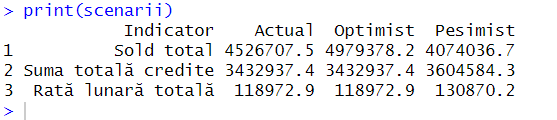 > print(scenarii)
Indicator Actual Optimist Pesimist
1 Sold total 4526707.5 4979378.2 4074036.7
2 Suma totală credite 3432937.4 3432937.4 3604584.3
3 Rată lunară totală 118972.9 118972.9 130870.2
>